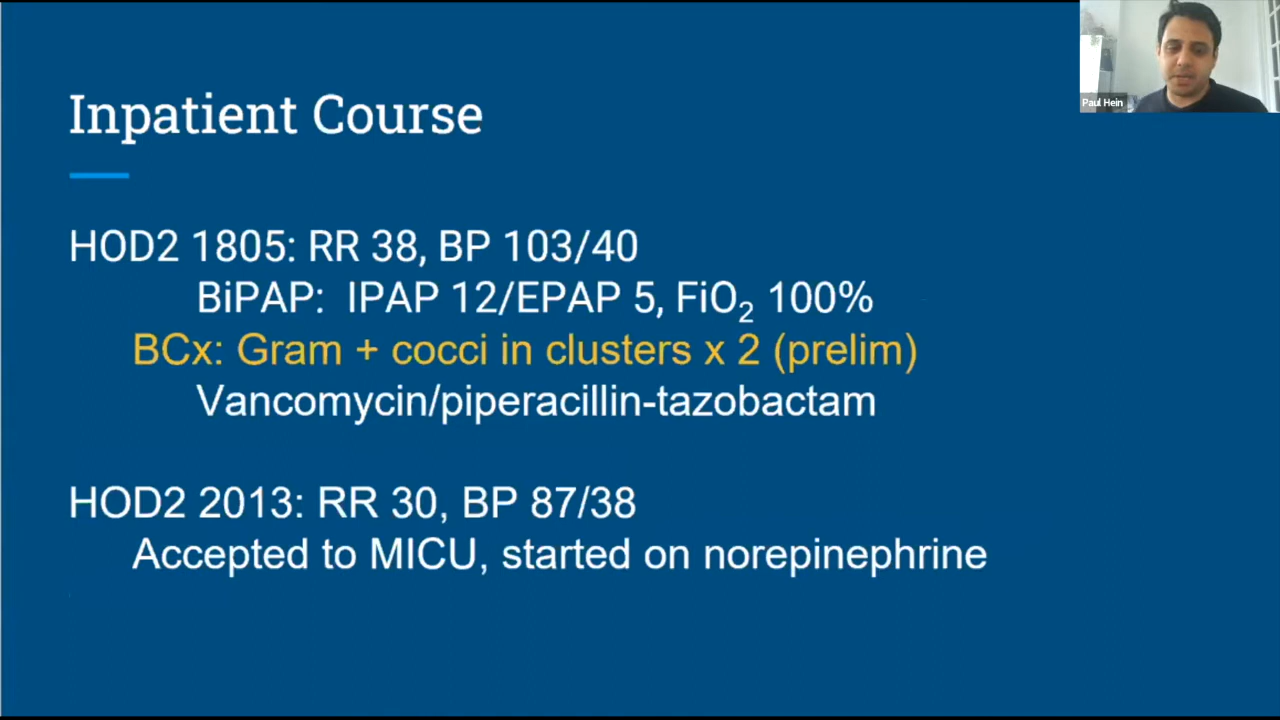 Inpatient Course
HOD2 1805: RR 38, BP 103/40
BiPAP: IPAP 12/EPAP 5, FiO₂ 100%
BCx: Gram + cocci in clusters x 2 (prelim)
Vancomycin/piperacillin-tazobactam
HOD2 2013: RR 30, BP 87/38
Accepted to MICU, started on norepinephrine
Paul Hein